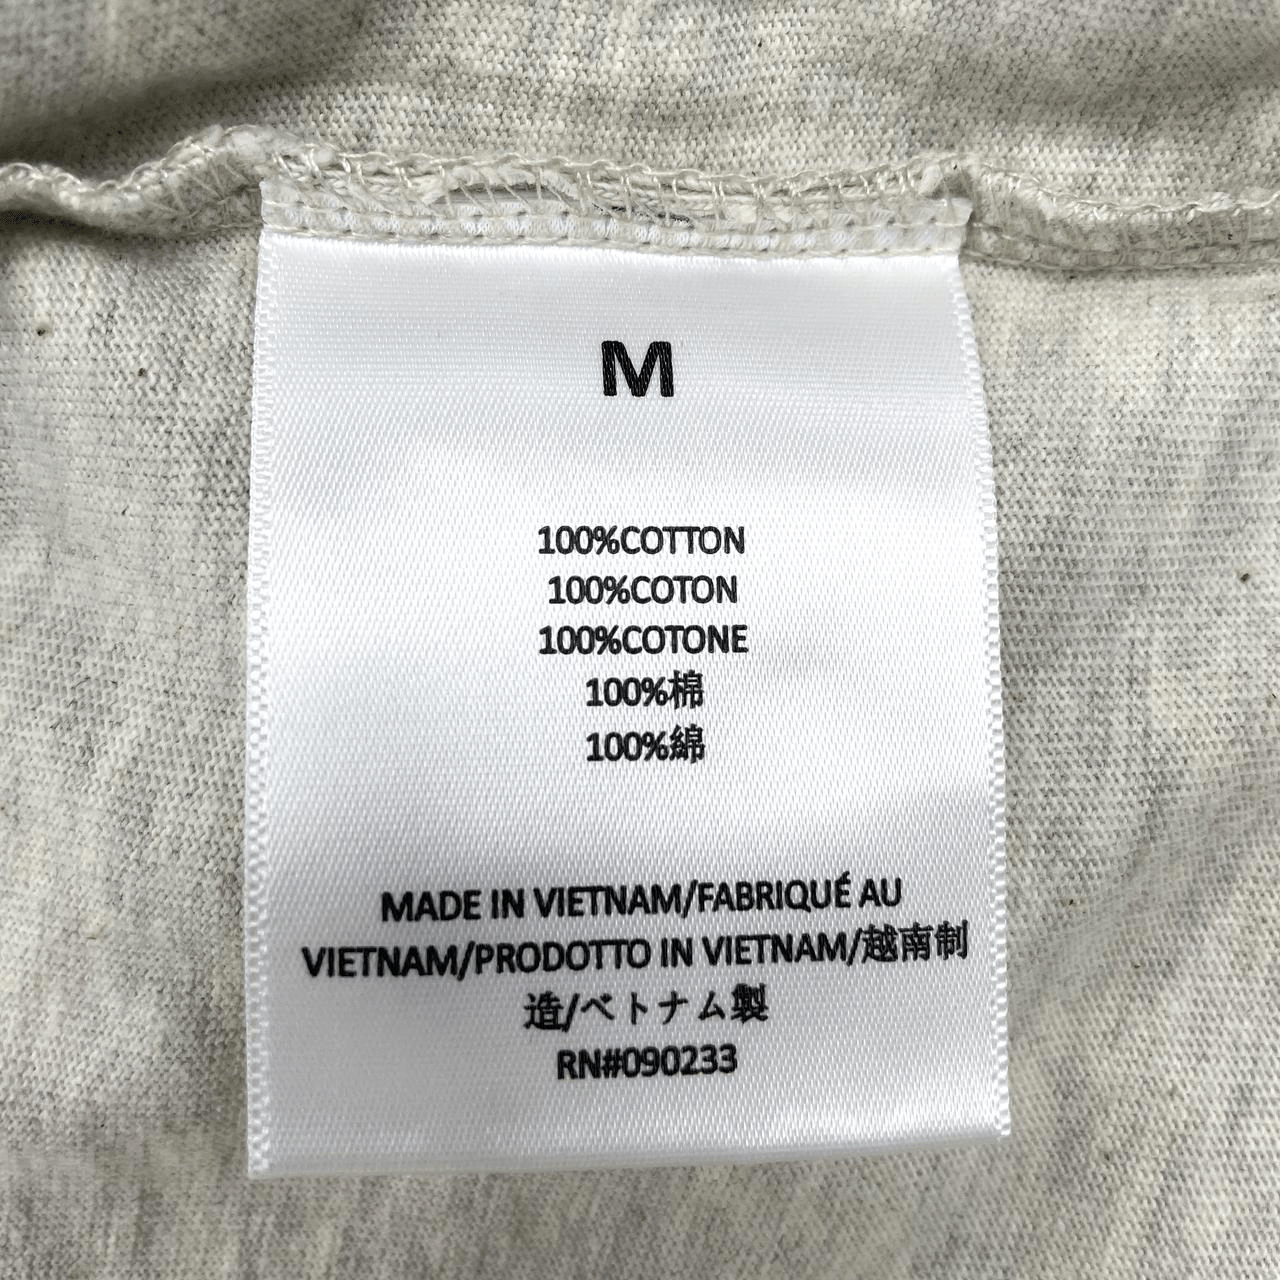 M
100%COTTON
100%COTON
100%COTONE
100%棉
100%綿
MADE IN VIETNAM/FABRIQUÉ AU
VIETNAM/PRODOTTO IN VIETNAM/越南制
造/ベトナム製
RN#090233